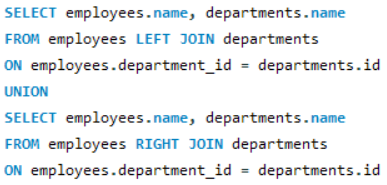 SELECT employees.name, departments.name
FROM employees LEFT JOIN departments
ON employees.department_id = departments.id
UNION
SELECT employees.name, departments.name
FROM employees RIGHT JOIN departments
ON employees.department_id = departments.id